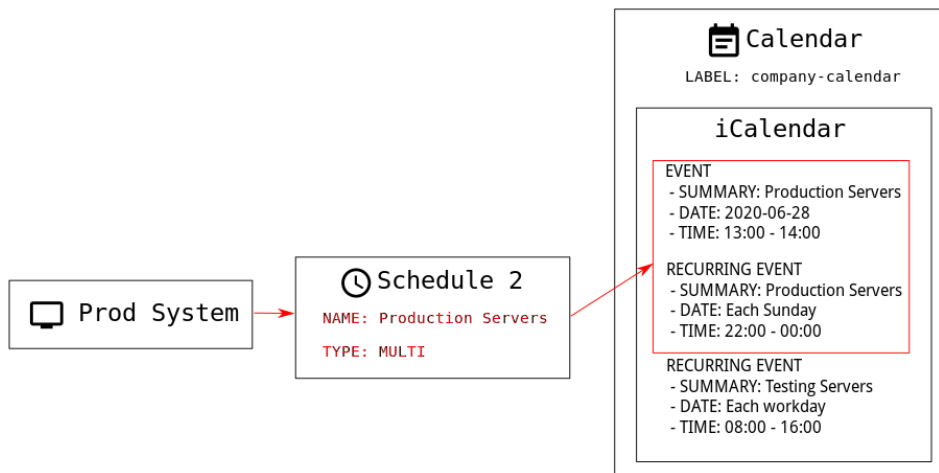 Calendar
LABEL: company-calendar
iCalendar
EVENT
- SUMMARY: Production Servers
- DATE: 2020-06-28
- TIME: 13:00 - 14:00
RECURRING EVENT
- SUMMARY: Production Servers
- DATE: Each Sunday
- TIME: 22:00 - 00:00
RECURRING EVENT
- SUMMARY: Testing Servers
- DATE: Each workday
- TIME: 08:00 - 16:00
Schedule 2
NAME: Production Servers
TYPE: MULTI
Prod System